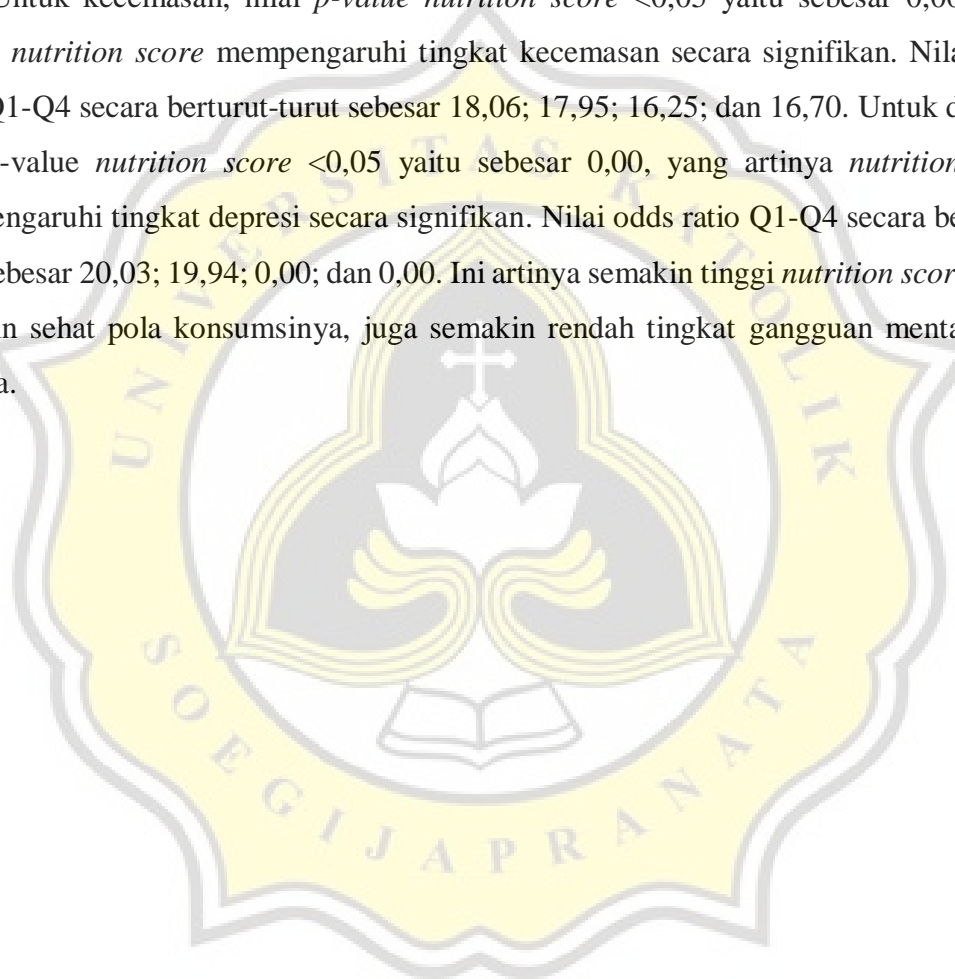 Untuk kecemasan, nilai p-value nutrition score <0,05 yaitu sebesar 0,00
nutrition score mempengaruhi tingkat kecemasan secara signifikan.
Q1-Q4 secara berturut-turut sebesar 18,06; 17,95; 16,25; dan 16,70. Untuk
-value nutrition score <0,05 yaitu sebesar 0,00, yang artinya nutrition
engaruhi tingkat depresi secara signifikan. Nilai odds ratio Q1-Q4 secara
ebesar 20,03; 19,94; 0,00; dan 0,00. Ini artinya semakin tinggi nutrition scor
n sehat pola konsumsinya, juga semakin rendah tingkat gangguan menta
a.
UNIVERSITAS KATOLIK
SOEGIJAPRANATA